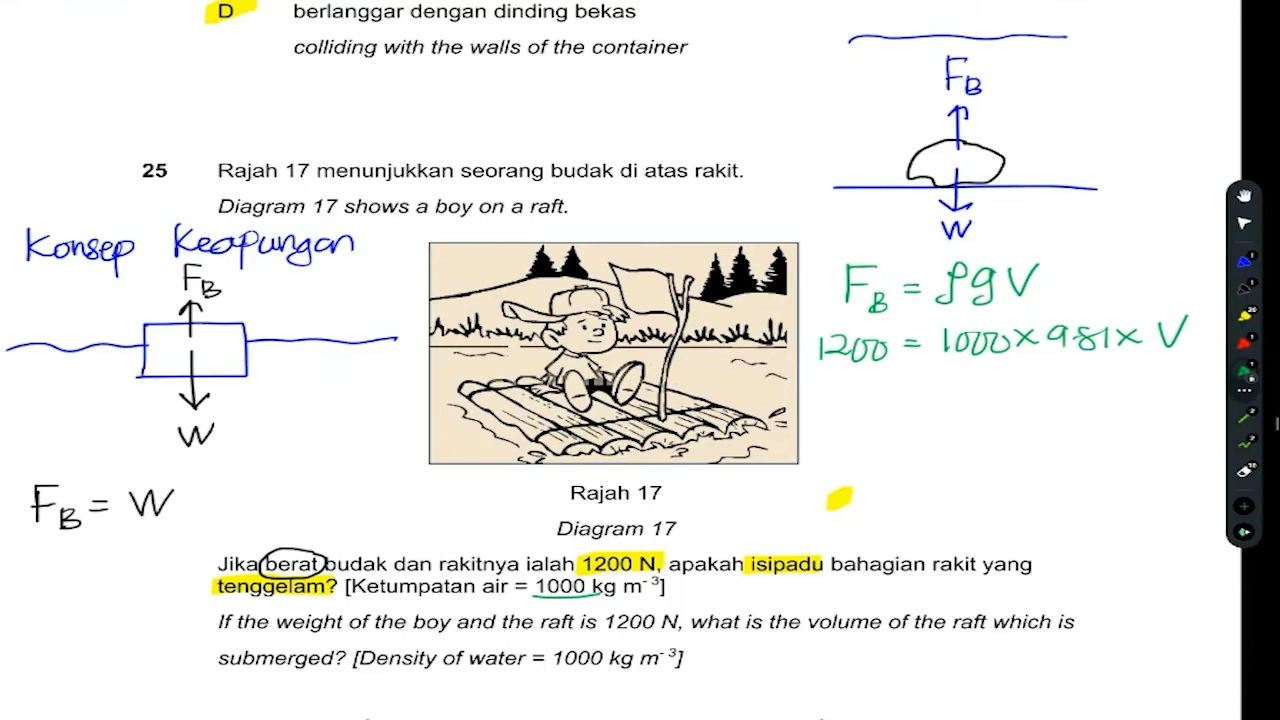 D berlanggar dengan dinding bekas
colliding with the walls of the container
F_B
W
25 Rajah 17 menunjukkan seorang budak di atas rakit.
Diagram 17 shows a boy on a raft.
Konsep Keapungan
F_B
W
F_B = W
F_B = ρgV
1200 = 1000 × 9.81 × V
Rajah 17
Diagram 17
Jika berat budak dan rakitnya ialah 1200 N, apakah isipadu bahagian rakit yang
tenggelam? [Ketumpatan air = 1000 kg m⁻³]
If the weight of the boy and the raft is 1200 N, what is the volume of the raft which is
submerged? [Density of water = 1000 kg m⁻³]